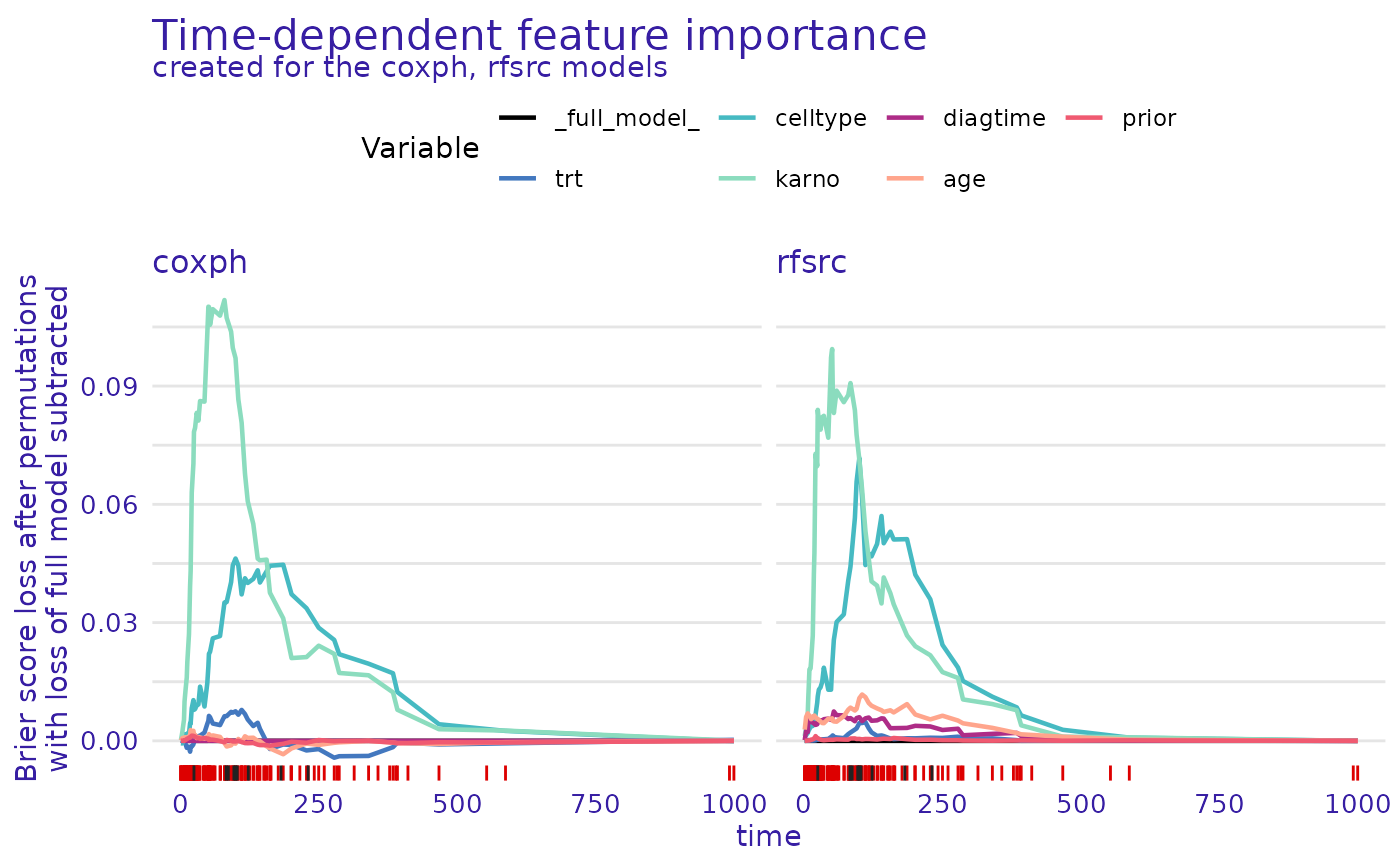 Time-dependent feature importance
created for the coxph, rfsrc models
Variable
_full_model_ celltype diagtime prior
trt karno age
coxph rfsrc
Brier score loss after permutations
with loss of full model subtracted
0.09
0.06
0.03
0.00
0 250 500 750 1000 0 250 500 750 1000
time